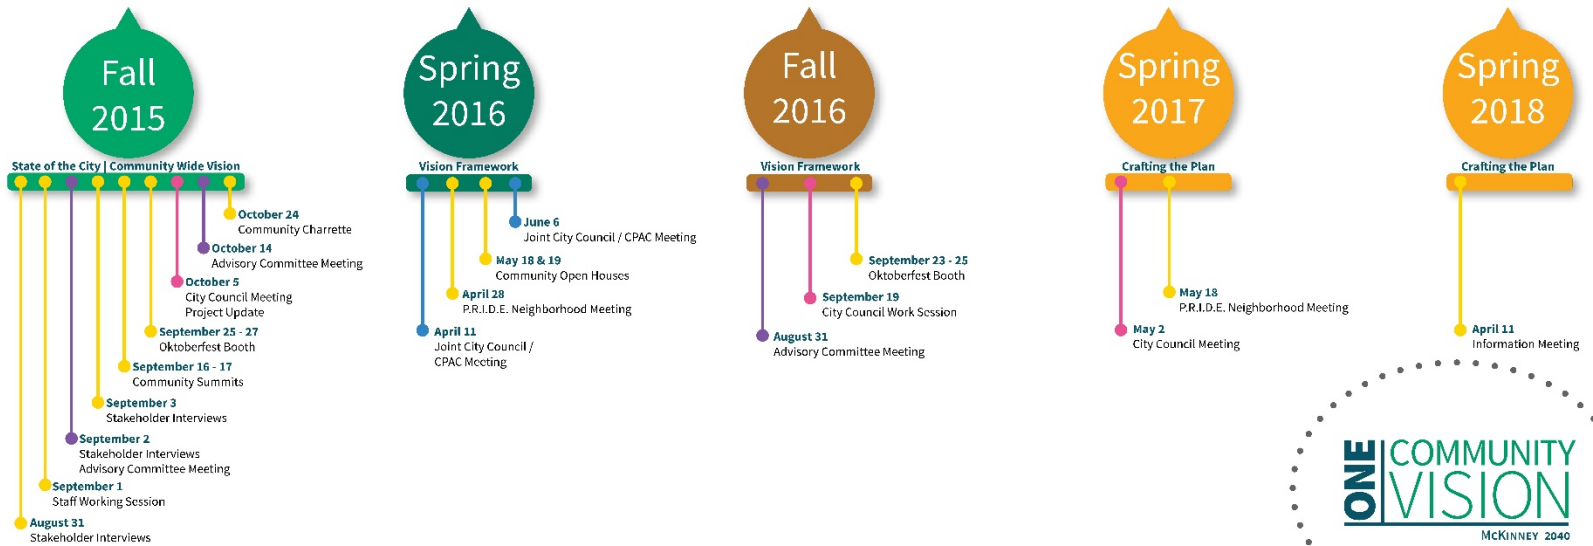 Fall
2015
State of the City | Community Wide Vision
October 24
Community Charrette
October 14
Advisory Committee Meeting
October 5
City Council Meeting
Project Update
September 25 - 27
Oktoberfest Booth
September 16 - 17
Community Summits
September 3
Stakeholder Interviews
September 2
Stakeholder Interviews
Advisory Committee Meeting
September 1
Staff Working Session
August 31
Stakeholder Interviews
Spring
2016
Vision Framework
June 6
Joint City Council / CPAC Meeting
May 18 & 19
Community Open Houses
April 28
P.R.I.D.E. Neighborhood Meeting
April 11
Joint City Council /
CPAC Meeting
Fall
2016
Vision Framework
September 23 - 25
Oktoberfest Booth
September 19
City Council Work Session
August 31
Advisory Committee Meeting
Spring
2017
Crafting the Plan
May 18
P.R.I.D.E. Neighborhood Meeting
May 2
City Council Meeting
Spring
2018
Crafting the Plan
April 11
Information Meeting
ONE
COMMUNITY
VISION
McKINNEY 2040